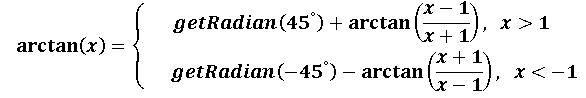 arctan(x) = { getRadian(45°) + arctan((x − 1)/(x + 1)), x > 1
getRadian(−45°) − arctan((x + 1)/(x − 1)), x < −1